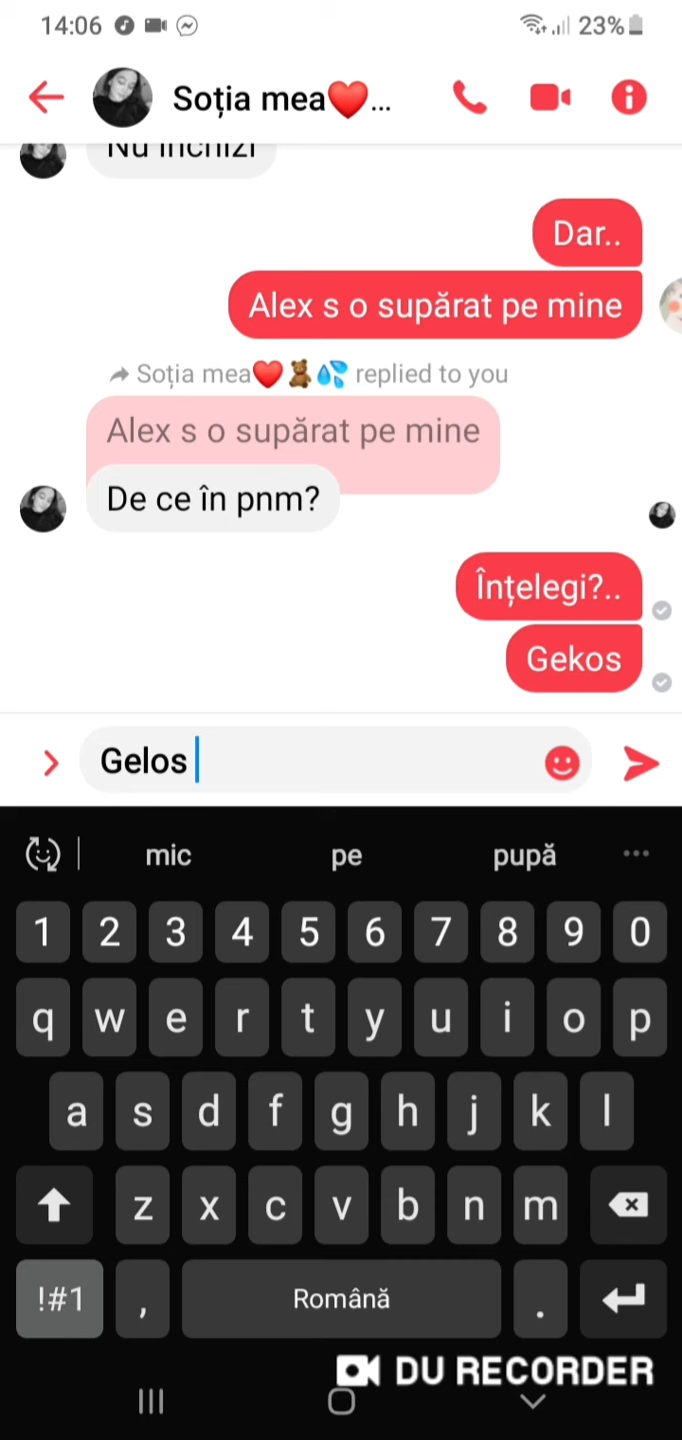 14:06 23%
Soția mea❤️...
Nu închizi
Dar..
Alex s o supărat pe mine
Soția mea❤️🧸💦 replied to you
Alex s o supărat pe mine
De ce în pnm?
Înțelegi?..
Gekos
Gelos
mic pe pupă
1 2 3 4 5 6 7 8 9 0
q w e r t y u i o p
a s d f g h j k l
z x c v b n m
!#1 , Română .
DU RECORDER